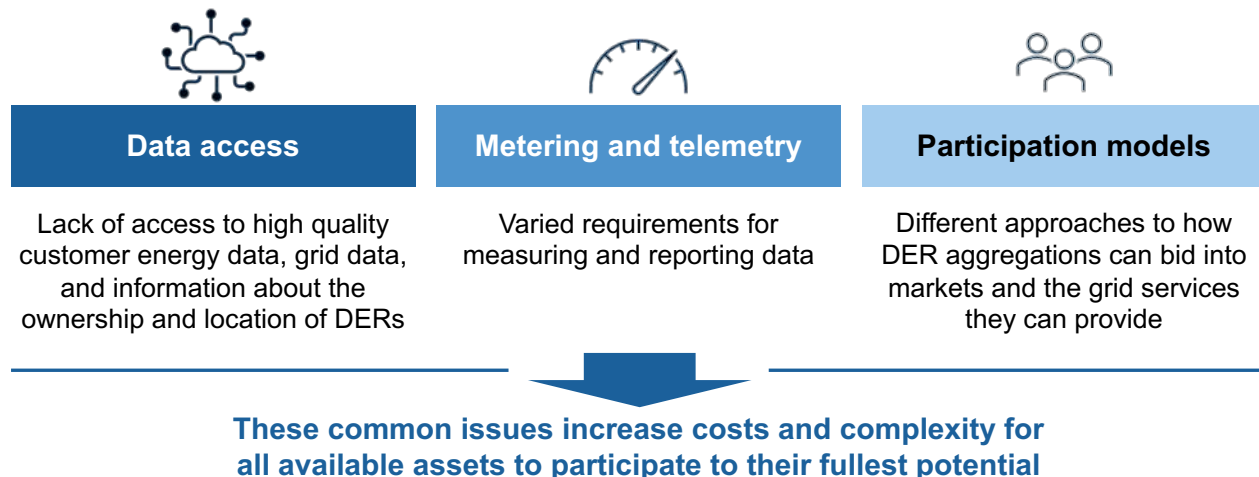 Data access
Lack of access to high quality
customer energy data, grid data,
and information about the
ownership and location of DERs
Metering and telemetry
Varied requirements for
measuring and reporting data
Participation models
Different approaches to how
DER aggregations can bid into
markets and the grid services
they can provide
These common issues increase costs and complexity for
all available assets to participate to their fullest potential